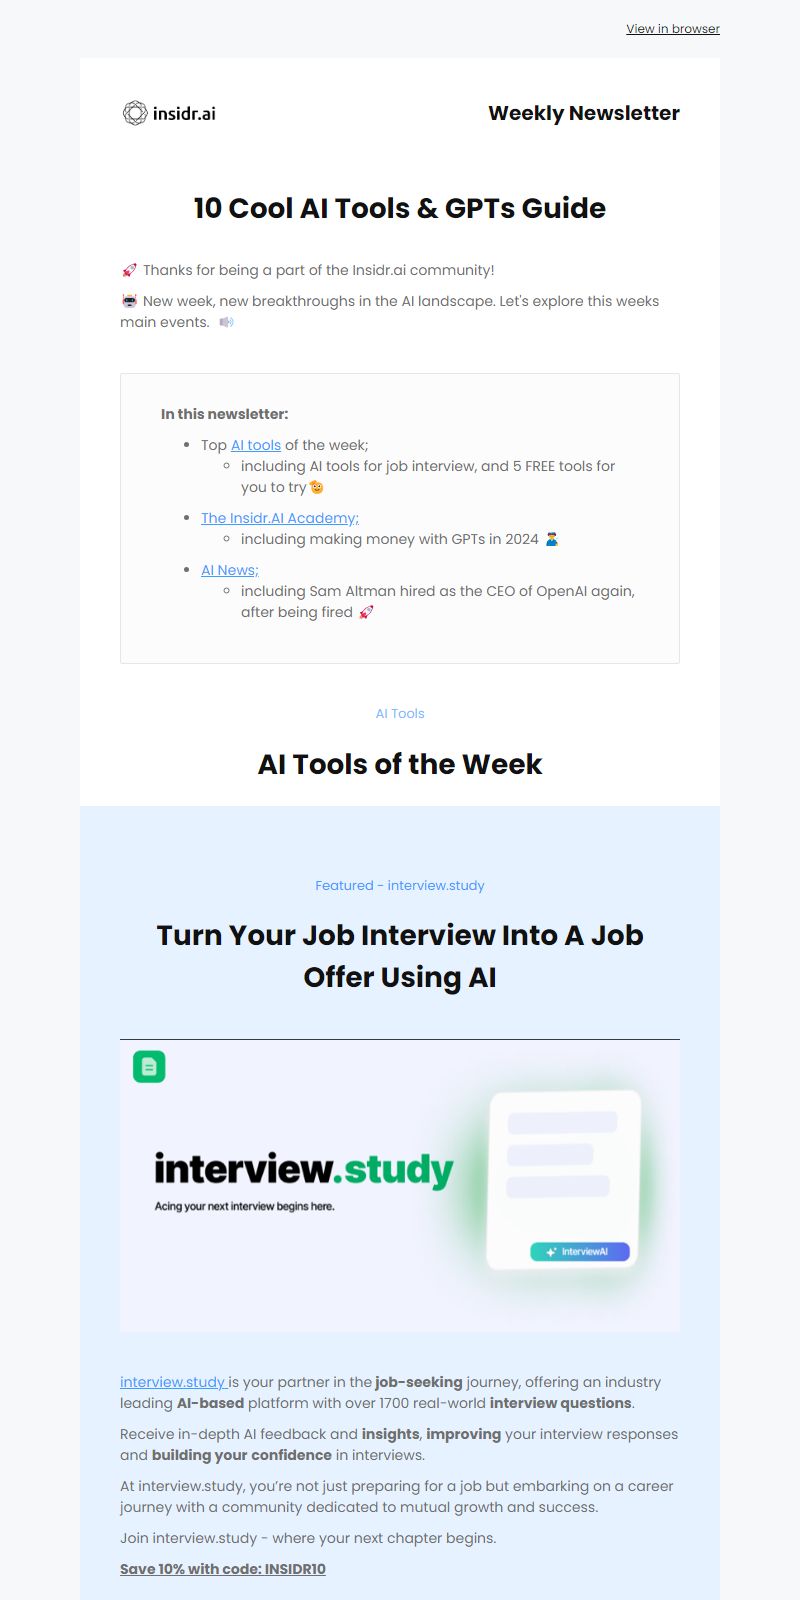 View in browser
insidr.ai
Weekly Newsletter
10 Cool AI Tools & GPTs Guide
🚀 Thanks for being a part of the Insidr.ai community!
🤖 New week, new breakthroughs in the AI landscape. Let's explore this weeks
main events. 🔊
In this newsletter:
Top AI tools of the week;
including AI tools for job interview, and 5 FREE tools for
you to try🫡
The Insidr.AI Academy;
including making money with GPTs in 2024 👨‍🎓
AI News;
including Sam Altman hired as the CEO of OpenAI again,
after being fired 🚀
AI Tools
AI Tools of the Week
Featured - interview.study
Turn Your Job Interview Into A Job
Offer Using AI
interview.study
Acing your next interview begins here.
InterviewAI
interview.study is your partner in the job-seeking journey, offering an industry
leading AI-based platform with over 1700 real-world interview questions.
Receive in-depth AI feedback and insights, improving your interview responses
and building your confidence in interviews.
At interview.study, you’re not just preparing for a job but embarking on a career
journey with a community dedicated to mutual growth and success.
Join interview.study - where your next chapter begins.
Save 10% with code: INSIDR10